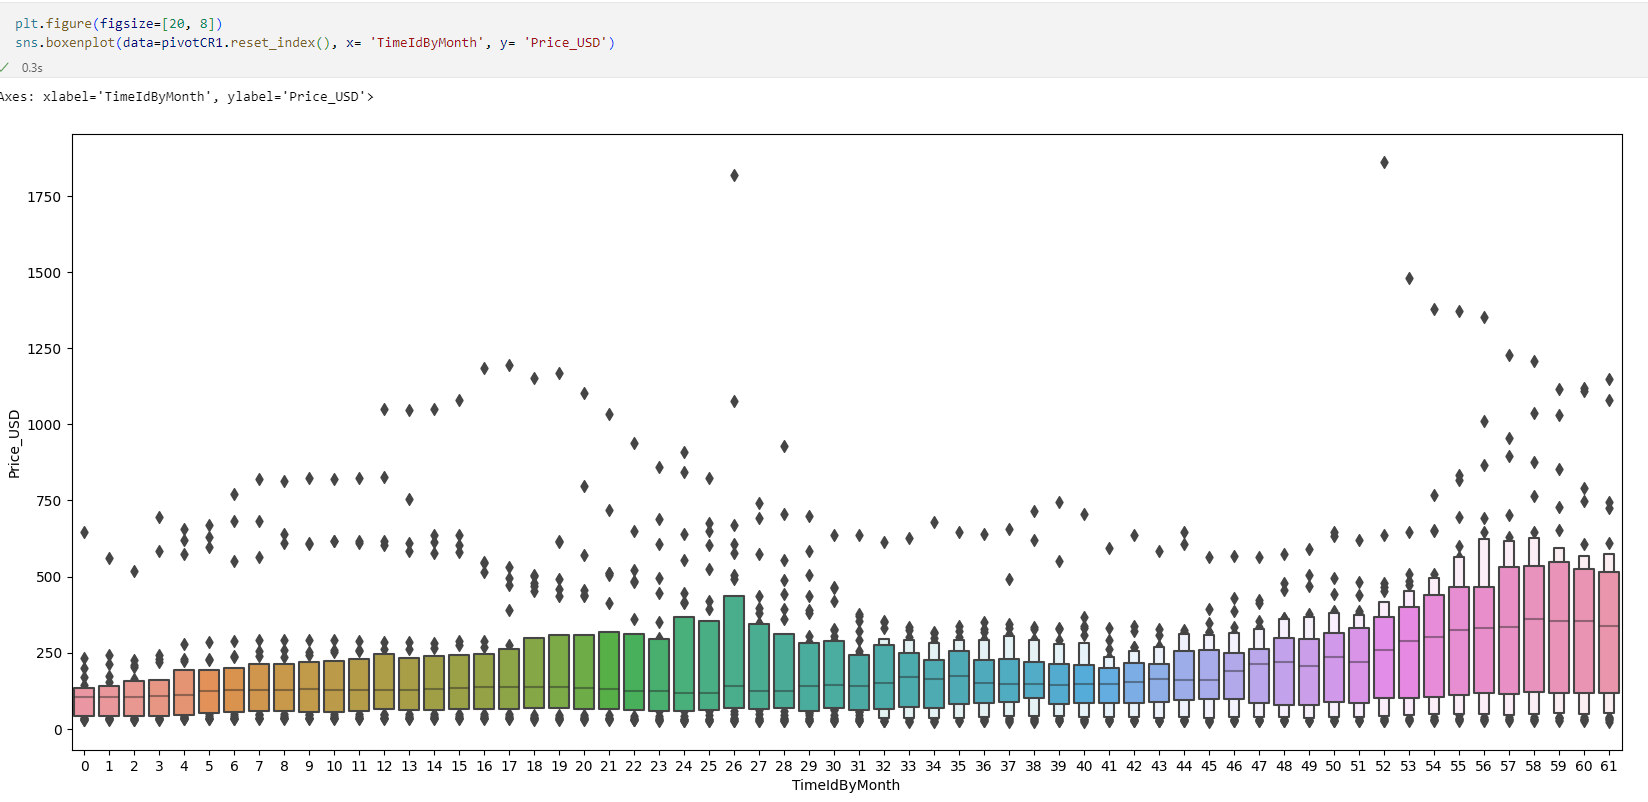 plt.figure(figsize=[20, 8])
sns.boxenplot(data=pivotCR1.reset_index(), x= 'TimeIdByMonth', y= 'Price_USD')
✓ 0.3s
Axes: xlabel='TimeIdByMonth', ylabel='Price_USD'>
1750
1500
1250
1000
750
500
250
0
Price_USD
0 1 2 3 4 5 6 7 8 9 10 11 12 13 14 15 16 17 18 19 20 21 22 23 24 25 26 27 28 29 30 31 32 33 34 35 36 37 38 39 40 41 42 43 44 45 46 47 48 49 50 51 52 53 54 55 56 57 58 59 60 61
TimeIdByMonth